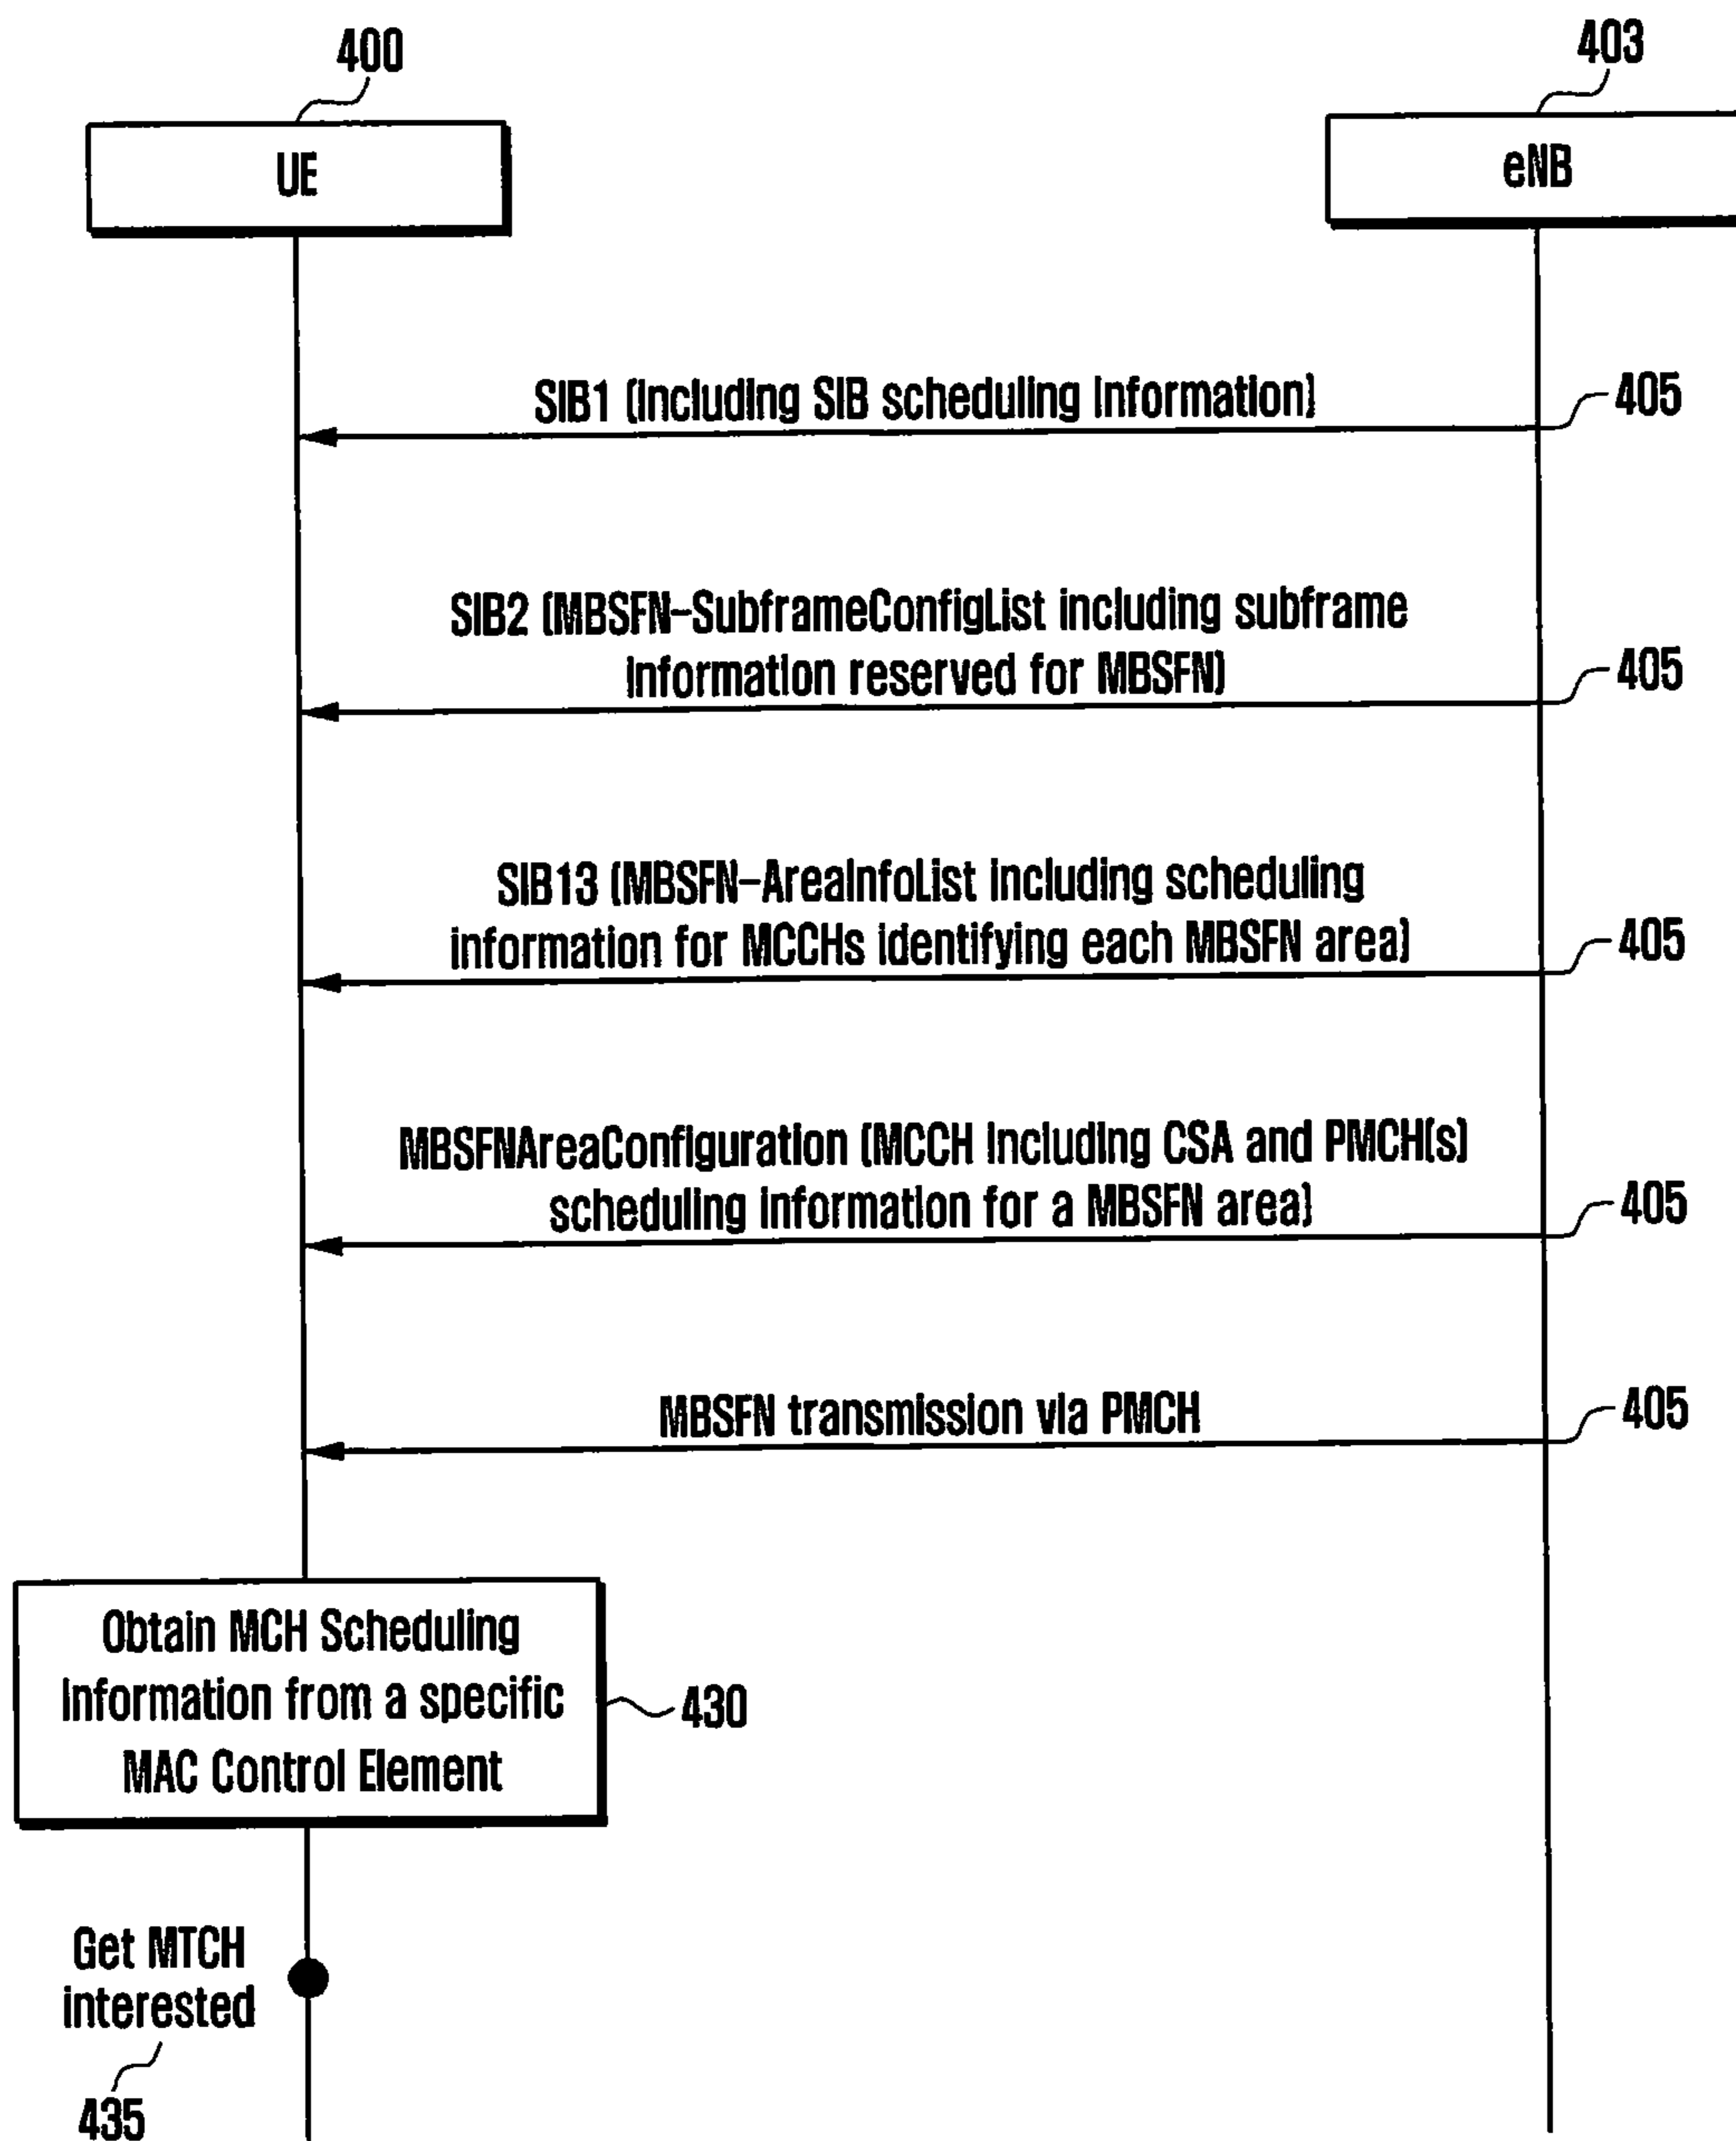 400
403
UE
eNB
SIB1 (including SIB scheduling information)
405
SIB2 (MBSFN-SubframeConfigList including subframe
information reserved for MBSFN)
405
SIB13 (MBSFN-AreaInfoList including scheduling
information for MCCHs identifying each MBSFN area)
405
MBSFNAreaConfiguration (MCCH including CSA and PMCH(s)
scheduling information for a MBSFN area)
405
MBSFN transmission via PMCH
405
Obtain MCH Scheduling
Information from a specific
MAC Control Element
430
Get MTCH
interested
435